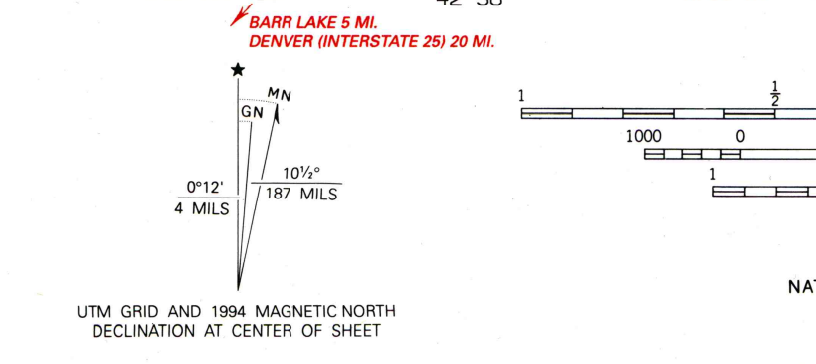 BARR LAKE 5 MI.
DENVER (INTERSTATE 25) 20 MI.
★
MN
GN
0°12'
4 MILS
10½°
187 MILS
UTM GRID AND 1994 MAGNETIC NORTH
DECLINATION AT CENTER OF SHEET
1
½
1000 0
1